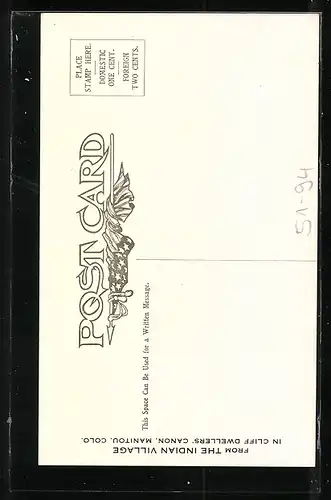 FROM THE INDIAN VILLAGE
IN CLIFF DWELLERS' CANON, MANITOU, COLO.
This Space Can Be Used for a Written Message.
POST CARD
PLACE
STAMP HERE.
DOMESTIC
ONE CENT.
FOREIGN
TWO CENTS.
51-94